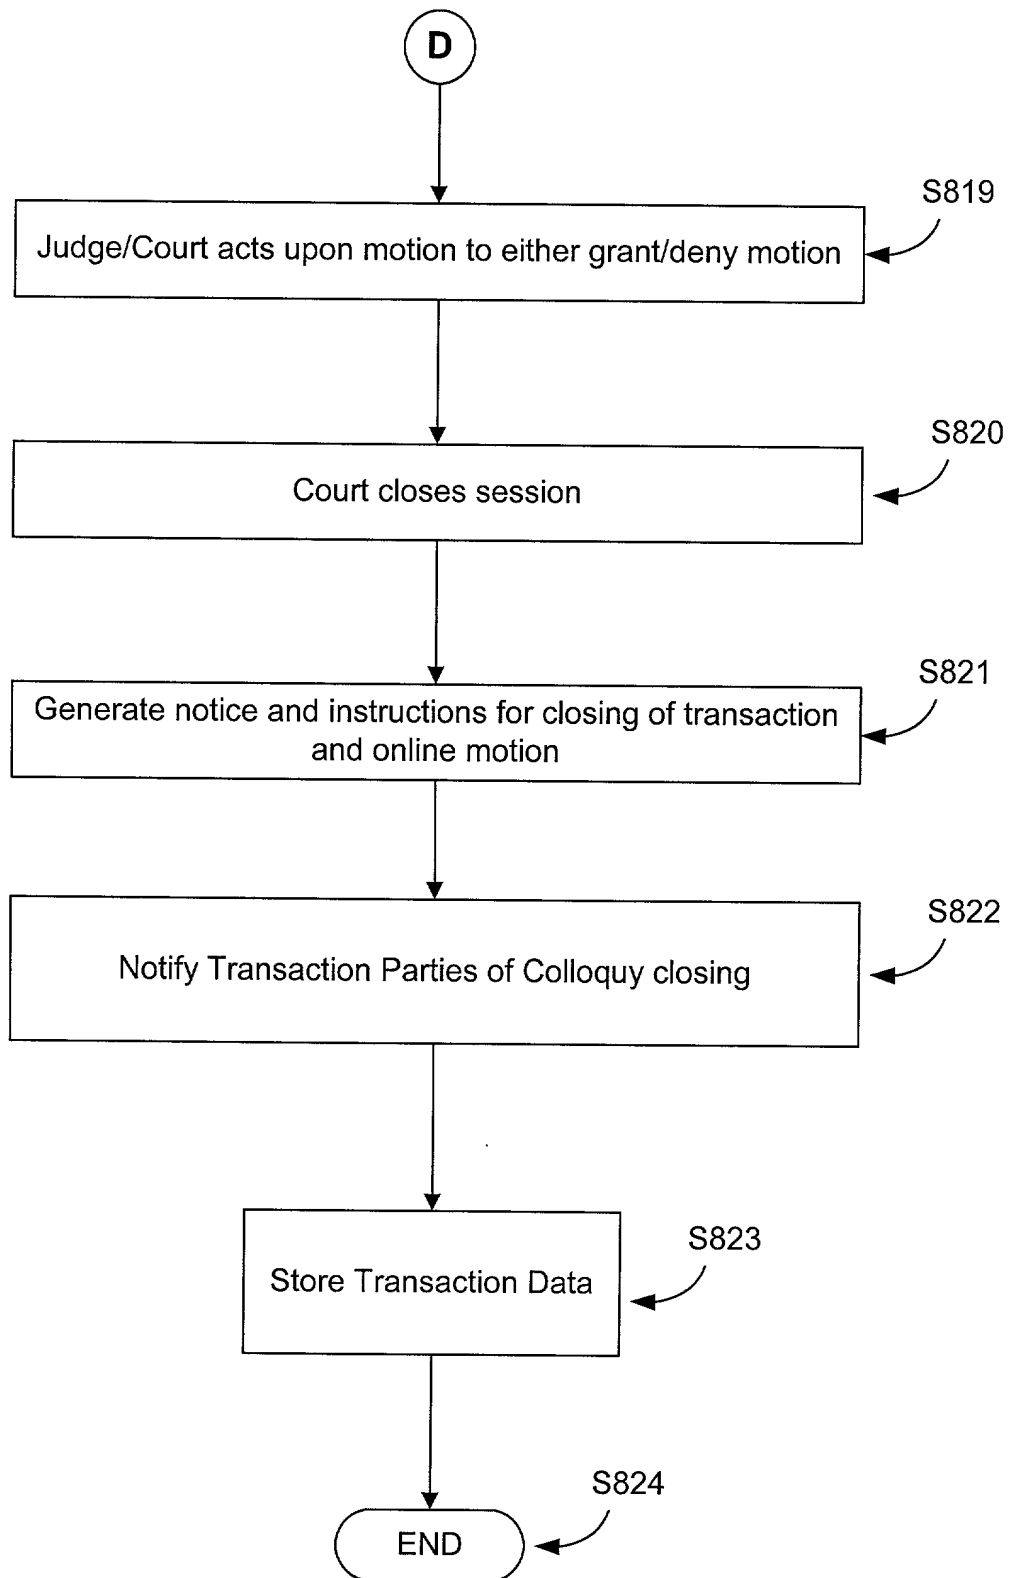 D
S819
Judge/Court acts upon motion to either grant/deny motion
S820
Court closes session
S821
Generate notice and instructions for closing of transaction
and online motion
S822
Notify Transaction Parties of Colloquy closing
S823
Store Transaction Data
S824
END